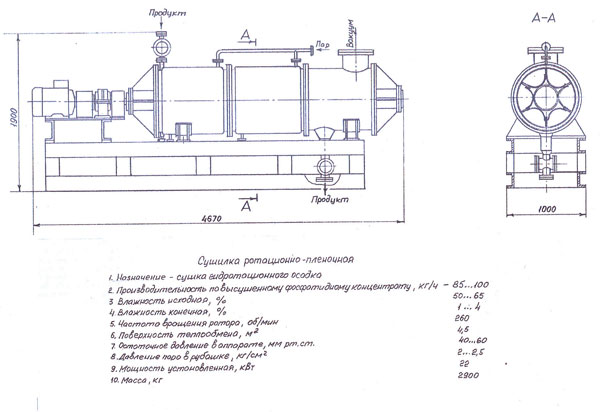 Продукт
А
Пар
Вакуум
А-А
1900
А
Продукт
4670
1000
Сушилка ротационно-пленочная
1. Назначение - сушка гидратационного осадка
2. Производительность по высушенному фосфатидному концентрату, кг/ч - 85...100
3 Влажность исходная, % 50...65
4 Влажность конечная, % 1...4
5. Частота вращения ротора, об/мин 260
6. Поверхность теплообмена, м² 4,5
7. Остаточное давление в аппарате, мм рт.ст. 40...60
8. Давление пара в рубашке, кг/см² 2...2,5
9. Мощность установленная, кВт 22
10. Масса, кг 2900